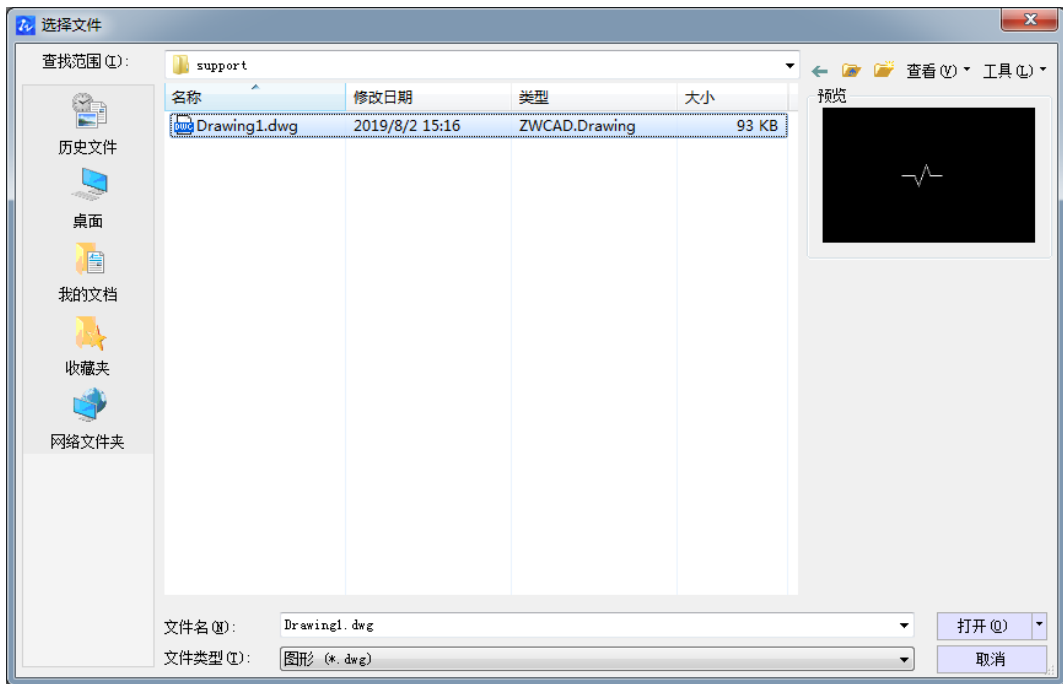 选择文件
查找范围(I):
support
查看(V)
工具(L)
名称
修改日期
类型
大小
预览
Drawing1.dwg
2019/8/2 15:16
ZWCAD.Drawing
93 KB
历史文件
桌面
我的文档
收藏夹
网络文件夹
文件名(N):
Drawing1.dwg
打开(O)
文件类型(T):
图形 (*.dwg)
取消